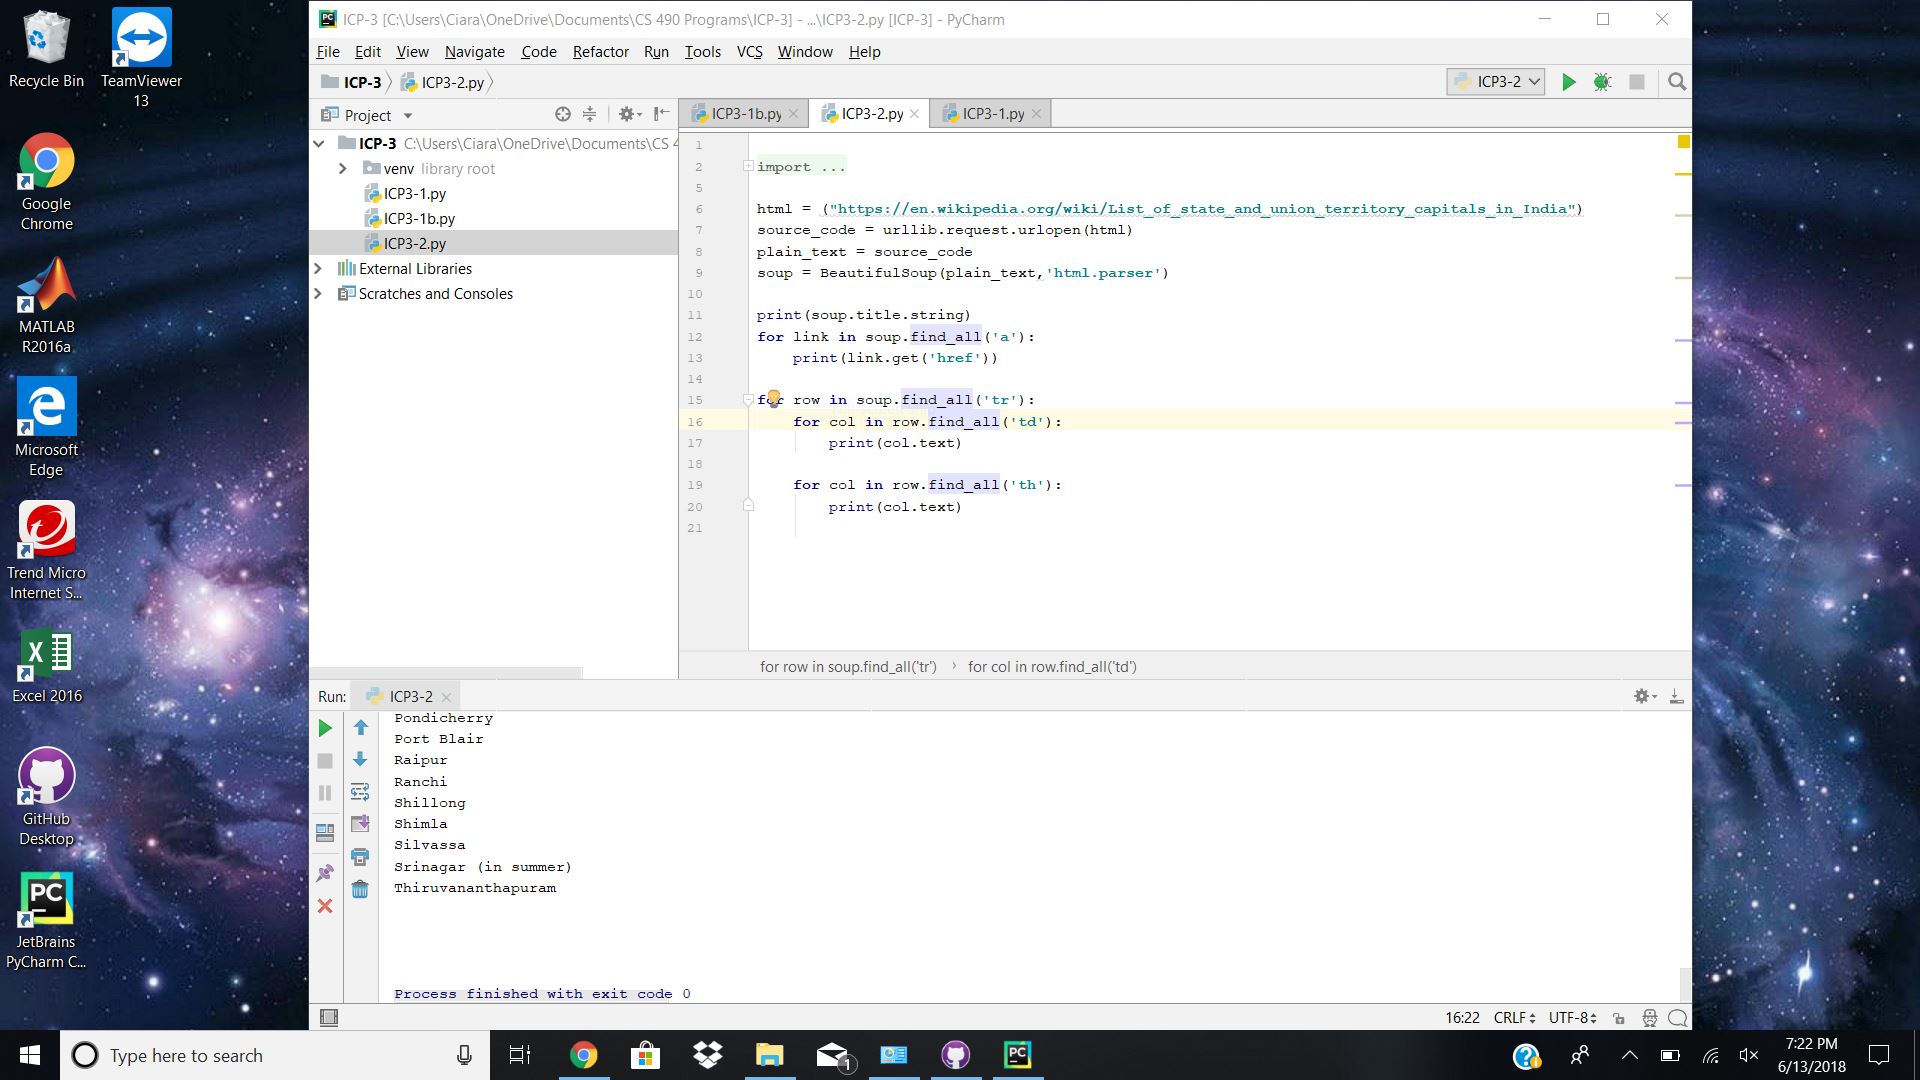 Recycle Bin
TeamViewer
13
Google
Chrome
MATLAB
R2016a
Microsoft
Edge
Trend Micro
Internet S...
Excel 2016
GitHub
Desktop
JetBrains
PyCharm C...
ICP-3 [C:\Users\Ciara\OneDrive\Documents\CS 490 Programs\ICP-3] - ...\ICP3-2.py [ICP-3] - PyCharm
File Edit View Navigate Code Refactor Run Tools VCS Window Help
ICP-3 ICP3-2.py
ICP3-2
Project
ICP-3 C:\Users\Ciara\OneDrive\Documents\CS 4
venv library root
ICP3-1.py
ICP3-1b.py
ICP3-2.py
External Libraries
Scratches and Consoles
ICP3-1b.py ICP3-2.py ICP3-1.py
1
2 import ...
5
6 html = ("https://en.wikipedia.org/wiki/List_of_state_and_union_territory_capitals_in_India")
7 source_code = urllib.request.urlopen(html)
8 plain_text = source_code
9 soup = BeautifulSoup(plain_text,'html.parser')
10
11 print(soup.title.string)
12 for link in soup.find_all('a'):
13 print(link.get('href'))
14
15 for row in soup.find_all('tr'):
16 for col in row.find_all('td'):
17 print(col.text)
18
19 for col in row.find_all('th'):
20 print(col.text)
21
for row in soup.find_all('tr') › for col in row.find_all('td')
Run: ICP3-2
Pondicherry
Port Blair
Raipur
Ranchi
Shillong
Shimla
Silvassa
Srinagar (in summer)
Thiruvananthapuram
Process finished with exit code 0
16:22 CRLF UTF-8
Type here to search
1
7:22 PM
6/13/2018